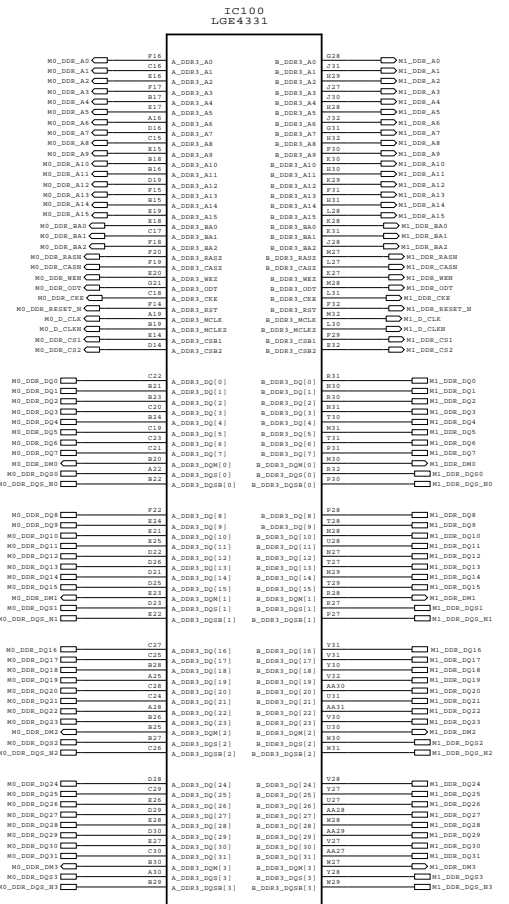 IC100
LGE4331
M0_DDR_A0 F16 A_DDR3_A0 B_DDR3_A0 G28 M1_DDR_A0
M0_DDR_A1 C16 A_DDR3_A1 B_DDR3_A1 J31 M1_DDR_A1
M0_DDR_A2 E16 A_DDR3_A2 B_DDR3_A2 H29 M1_DDR_A2
M0_DDR_A3 F17 A_DDR3_A3 B_DDR3_A3 J27 M1_DDR_A3
M0_DDR_A4 B17 A_DDR3_A4 B_DDR3_A4 J30 M1_DDR_A4
M0_DDR_A5 E17 A_DDR3_A5 B_DDR3_A5 H28 M1_DDR_A5
M0_DDR_A6 A16 A_DDR3_A6 B_DDR3_A6 J32 M1_DDR_A6
M0_DDR_A7 D16 A_DDR3_A7 B_DDR3_A7 G31 M1_DDR_A7
M0_DDR_A8 C15 A_DDR3_A8 B_DDR3_A8 H32 M1_DDR_A8
M0_DDR_A9 E15 A_DDR3_A9 B_DDR3_A9 F30 M1_DDR_A9
M0_DDR_A10 B18 A_DDR3_A10 B_DDR3_A10 K30 M1_DDR_A10
M0_DDR_A11 B16 A_DDR3_A11 B_DDR3_A11 H30 M1_DDR_A11
M0_DDR_A12 D19 A_DDR3_A12 B_DDR3_A12 K29 M1_DDR_A12
M0_DDR_A13 F15 A_DDR3_A13 B_DDR3_A13 F31 M1_DDR_A13
M0_DDR_A14 B15 A_DDR3_A14 B_DDR3_A14 H31 M1_DDR_A14
M0_DDR_A15 E19 A_DDR3_A15 B_DDR3_A15 L28 M1_DDR_A15
M0_DDR_BA0 E18 A_DDR3_BA0 B_DDR3_BA0 K28 M1_DDR_BA0
M0_DDR_BA1 C17 A_DDR3_BA1 B_DDR3_BA1 K31 M1_DDR_BA1
M0_DDR_BA2 F18 A_DDR3_BA2 B_DDR3_BA2 J28 M1_DDR_BA2
M0_DDR_RASN F20 A_DDR3_RASZ B_DDR3_RASZ M27 M1_DDR_RASN
M0_DDR_CASN F19 A_DDR3_CASZ B_DDR3_CASZ L27 M1_DDR_CASN
M0_DDR_WEN E20 A_DDR3_WEZ B_DDR3_WEZ K27 M1_DDR_WEN
M0_DDR_ODT G21 A_DDR3_ODT B_DDR3_ODT M28 M1_DDR_ODT
M0_DDR_CKE C18 A_DDR3_CKE B_DDR3_CKE L31 M1_DDR_CKE
M0_DDR_RESET_N F14 A_DDR3_RST B_DDR3_RST F32 M1_DDR_RESET_N
M0_D_CLK A19 A_DDR3_MCLK B_DDR3_MCLK M32 M1_D_CLK
M0_D_CLKN B19 A_DDR3_MCLKZ B_DDR3_MCLKZ L30 M1_D_CLKN
M0_DDR_CS1 E14 A_DDR3_CSB1 B_DDR3_CSB1 F29 M1_DDR_CS1
M0_DDR_CS2 D14 A_DDR3_CSB2 B_DDR3_CSB2 E32 M1_DDR_CS2
M0_DDR_DQ0 C22 A_DDR3_DQ[0] B_DDR3_DQ[0] R31 M1_DDR_DQ0
M0_DDR_DQ1 B21 A_DDR3_DQ[1] B_DDR3_DQ[1] N30 M1_DDR_DQ1
M0_DDR_DQ2 B23 A_DDR3_DQ[2] B_DDR3_DQ[2] R30 M1_DDR_DQ2
M0_DDR_DQ3 C20 A_DDR3_DQ[3] B_DDR3_DQ[3] N31 M1_DDR_DQ3
M0_DDR_DQ4 B24 A_DDR3_DQ[4] B_DDR3_DQ[4] T30 M1_DDR_DQ4
M0_DDR_DQ5 C19 A_DDR3_DQ[5] B_DDR3_DQ[5] M31 M1_DDR_DQ5
M0_DDR_DQ6 C23 A_DDR3_DQ[6] B_DDR3_DQ[6] T31 M1_DDR_DQ6
M0_DDR_DQ7 C21 A_DDR3_DQ[7] B_DDR3_DQ[7] P31 M1_DDR_DQ7
M0_DDR_DM0 B20 A_DDR3_DQM[0] B_DDR3_DQM[0] M30 M1_DDR_DM0
M0_DDR_DQS0 A22 A_DDR3_DQS[0] B_DDR3_DQS[0] R32 M1_DDR_DQS0
M0_DDR_DQS_N0 B22 A_DDR3_DQSB[0] B_DDR3_DQSB[0] P30 M1_DDR_DQS_N0
M0_DDR_DQ8 F22 A_DDR3_DQ[8] B_DDR3_DQ[8] P28 M1_DDR_DQ8
M0_DDR_DQ9 E24 A_DDR3_DQ[9] B_DDR3_DQ[9] T28 M1_DDR_DQ9
M0_DDR_DQ10 E21 A_DDR3_DQ[10] B_DDR3_DQ[10] N28 M1_DDR_DQ10
M0_DDR_DQ11 E25 A_DDR3_DQ[11] B_DDR3_DQ[11] U28 M1_DDR_DQ11
M0_DDR_DQ12 D22 A_DDR3_DQ[12] B_DDR3_DQ[12] N27 M1_DDR_DQ12
M0_DDR_DQ13 D26 A_DDR3_DQ[13] B_DDR3_DQ[13] T27 M1_DDR_DQ13
M0_DDR_DQ14 D21 A_DDR3_DQ[14] B_DDR3_DQ[14] N29 M1_DDR_DQ14
M0_DDR_DQ15 D25 A_DDR3_DQ[15] B_DDR3_DQ[15] T29 M1_DDR_DQ15
M0_DDR_DM1 E23 A_DDR3_DQM[1] B_DDR3_DQM[1] R28 M1_DDR_DM1
M0_DDR_DQS1 D23 A_DDR3_DQS[1] B_DDR3_DQS[1] R27 M1_DDR_DQS1
M0_DDR_DQS_N1 E22 A_DDR3_DQSB[1] B_DDR3_DQSB[1] P27 M1_DDR_DQS_N1
M0_DDR_DQ16 C27 A_DDR3_DQ[16] B_DDR3_DQ[16] Y31 M1_DDR_DQ16
M0_DDR_DQ17 C25 A_DDR3_DQ[17] B_DDR3_DQ[17] V31 M1_DDR_DQ17
M0_DDR_DQ18 B28 A_DDR3_DQ[18] B_DDR3_DQ[18] Y30 M1_DDR_DQ18
M0_DDR_DQ19 A25 A_DDR3_DQ[19] B_DDR3_DQ[19] V32 M1_DDR_DQ19
M0_DDR_DQ20 C28 A_DDR3_DQ[20] B_DDR3_DQ[20] AA30 M1_DDR_DQ20
M0_DDR_DQ21 C24 A_DDR3_DQ[21] B_DDR3_DQ[21] U31 M1_DDR_DQ21
M0_DDR_DQ22 A28 A_DDR3_DQ[22] B_DDR3_DQ[22] AA31 M1_DDR_DQ22
M0_DDR_DQ23 B26 A_DDR3_DQ[23] B_DDR3_DQ[23] V30 M1_DDR_DQ23
M0_DDR_DM2 B25 A_DDR3_DQM[2] B_DDR3_DQM[2] U30 M1_DDR_DM2
M0_DDR_DQS2 B27 A_DDR3_DQS[2] B_DDR3_DQS[2] W30 M1_DDR_DQS2
M0_DDR_DQS_N2 C26 A_DDR3_DQSB[2] B_DDR3_DQSB[2] W31 M1_DDR_DQS_N2
M0_DDR_DQ24 D28 A_DDR3_DQ[24] B_DDR3_DQ[24] V28 M1_DDR_DQ24
M0_DDR_DQ25 C29 A_DDR3_DQ[25] B_DDR3_DQ[25] Y27 M1_DDR_DQ25
M0_DDR_DQ26 E26 A_DDR3_DQ[26] B_DDR3_DQ[26] U27 M1_DDR_DQ26
M0_DDR_DQ27 D29 A_DDR3_DQ[27] B_DDR3_DQ[27] AA28 M1_DDR_DQ27
M0_DDR_DQ28 E28 A_DDR3_DQ[28] B_DDR3_DQ[28] W28 M1_DDR_DQ28
M0_DDR_DQ29 D30 A_DDR3_DQ[29] B_DDR3_DQ[29] AA29 M1_DDR_DQ29
M0_DDR_DQ30 E27 A_DDR3_DQ[30] B_DDR3_DQ[30] V27 M1_DDR_DQ30
M0_DDR_DQ31 C30 A_DDR3_DQ[31] B_DDR3_DQ[31] AA27 M1_DDR_DQ31
M0_DDR_DM3 B30 A_DDR3_DQM[3] B_DDR3_DQM[3] W27 M1_DDR_DM3
M0_DDR_DQS3 A30 A_DDR3_DQS[3] B_DDR3_DQS[3] Y28 M1_DDR_DQS3
M0_DDR_DQS_N3 B29 A_DDR3_DQSB[3] B_DDR3_DQSB[3] W29 M1_DDR_DQS_N3